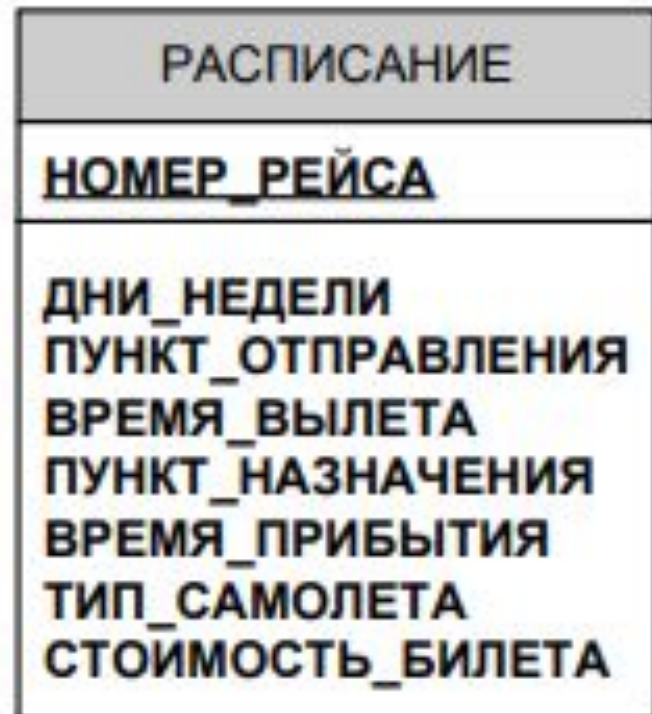 РАСПИСАНИЕ
НОМЕР_РЕЙСА
ДНИ_НЕДЕЛИ
ПУНКТ_ОТПРАВЛЕНИЯ
ВРЕМЯ_ВЫЛЕТА
ПУНКТ_НАЗНАЧЕНИЯ
ВРЕМЯ_ПРИБЫТИЯ
ТИП_САМОЛЕТА
СТОИМОСТЬ_БИЛЕТА